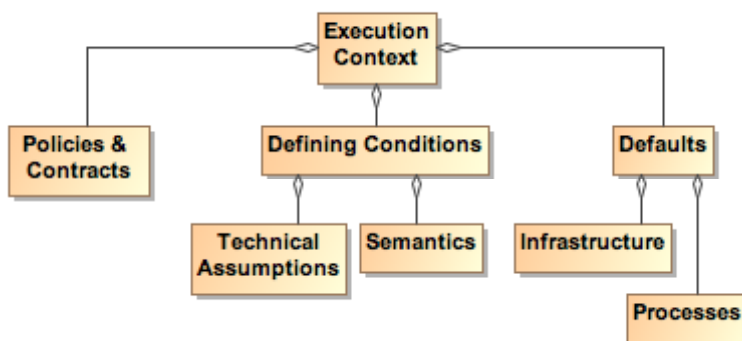 Execution
Context
Policies &
Contracts
Defining Conditions
Defaults
Technical
Assumptions
Semantics
Infrastructure
Processes